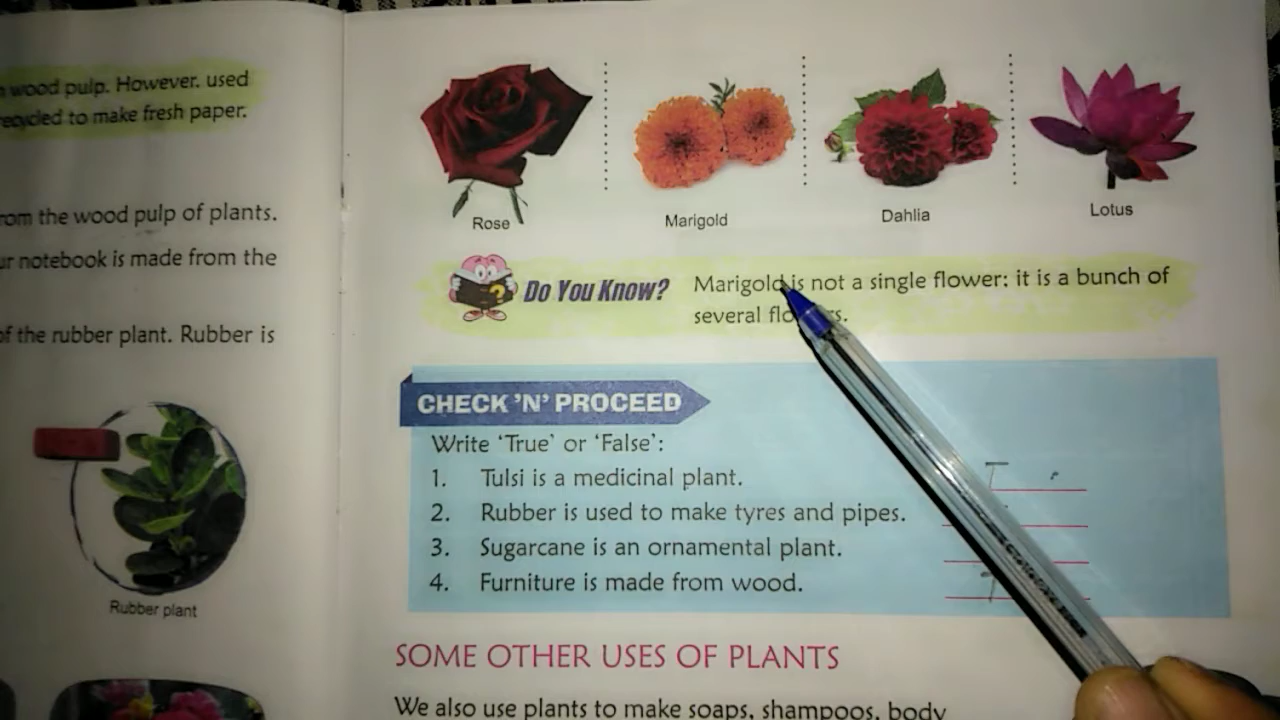 wood pulp. However, used
recycled to make fresh paper.
from the wood pulp of plants.
notebook is made from the
of the rubber plant. Rubber is
Rubber plant
Rose
Marigold
Dahlia
Lotus
Do You Know?
Marigold is not a single flower: it is a bunch of
several
CHECK 'N' PROCEED
Write 'True' or 'False':
1. Tulsi is a medicinal plant. T
2. Rubber is used to make tyres and pipes.
3. Sugarcane is an ornamental plant.
4. Furniture is made from wood. T
SOME OTHER USES OF PLANTS
We also use plants to make soaps, shampoos, body